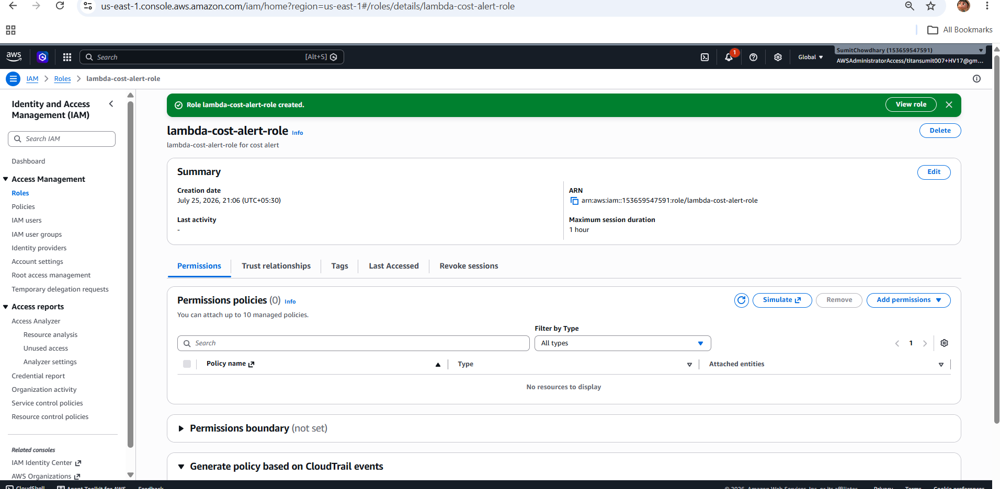 us-east-1.console.aws.amazon.com/iam/home?region=us-east-1#/roles/details/lambda-cost-alert-role
All Bookmarks
aws
Search
[Alt+S]
1
Global
SumitChowdhary (153659547591)
AWSAdministratorAccess/titansumit007+HV17@gm...
IAM
Roles
lambda-cost-alert-role
Identity and Access
Management (IAM)
Search IAM
Dashboard
Access Management
Roles
Policies
IAM users
IAM user groups
Identity providers
Account settings
Root access management
Temporary delegation requests
Access reports
Access Analyzer
Resource analysis
Unused access
Analyzer settings
Credential report
Organization activity
Service control policies
Resource control policies
Related consoles
IAM Identity Center
AWS Organizations
Role lambda-cost-alert-role created.
View role
lambda-cost-alert-role Info
Delete
lambda-cost-alert-role for cost alert
Summary
Edit
Creation date
July 25, 2026, 21:06 (UTC+05:30)
Last activity
-
ARN
arn:aws:iam::153659547591:role/lambda-cost-alert-role
Maximum session duration
1 hour
Permissions
Trust relationships
Tags
Last Accessed
Revoke sessions
Permissions policies (0) Info
Simulate
Remove
Add permissions
You can attach up to 10 managed policies.
Filter by Type
Search
All types
1
Policy name
Type
Attached entities
No resources to display
Permissions boundary (not set)
Generate policy based on CloudTrail events
CloudShell
Agent Toolkit for AWS
Feedback
© 2026, Amazon Web Services, Inc. or its affiliates.
Privacy
Terms
Cookie preferences